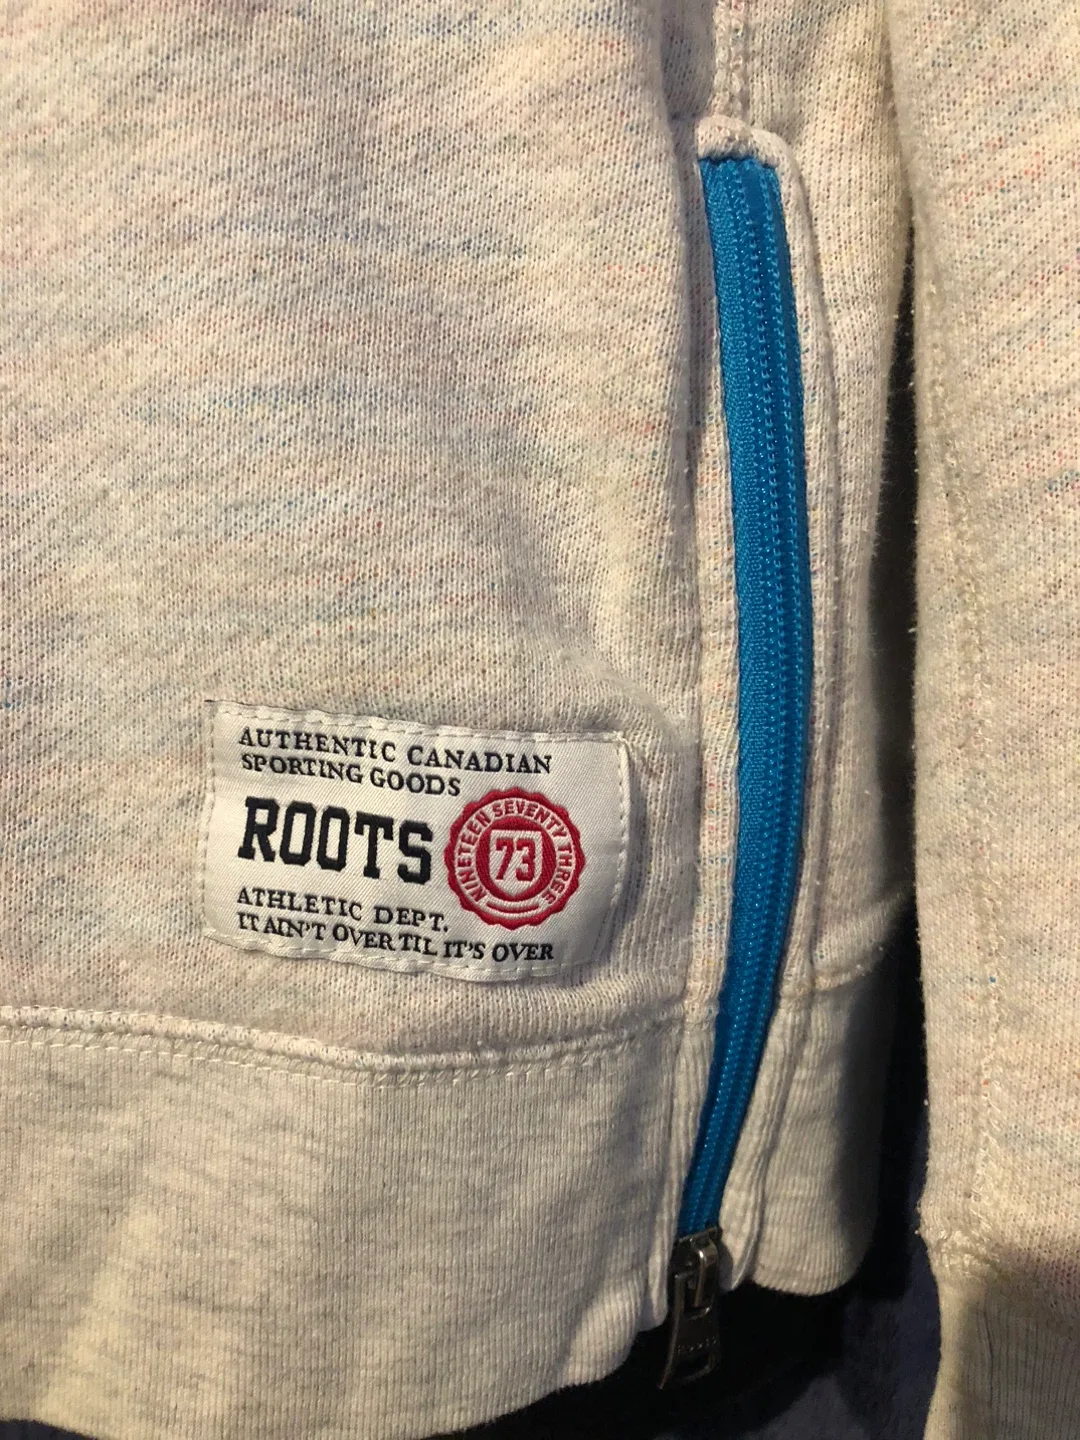 AUTHENTIC CANADIAN
SPORTING GOODS
ROOTS
NINETEEN SEVENTY THREE
73
ATHLETIC DEPT.
IT AIN'T OVER TIL IT'S OVER